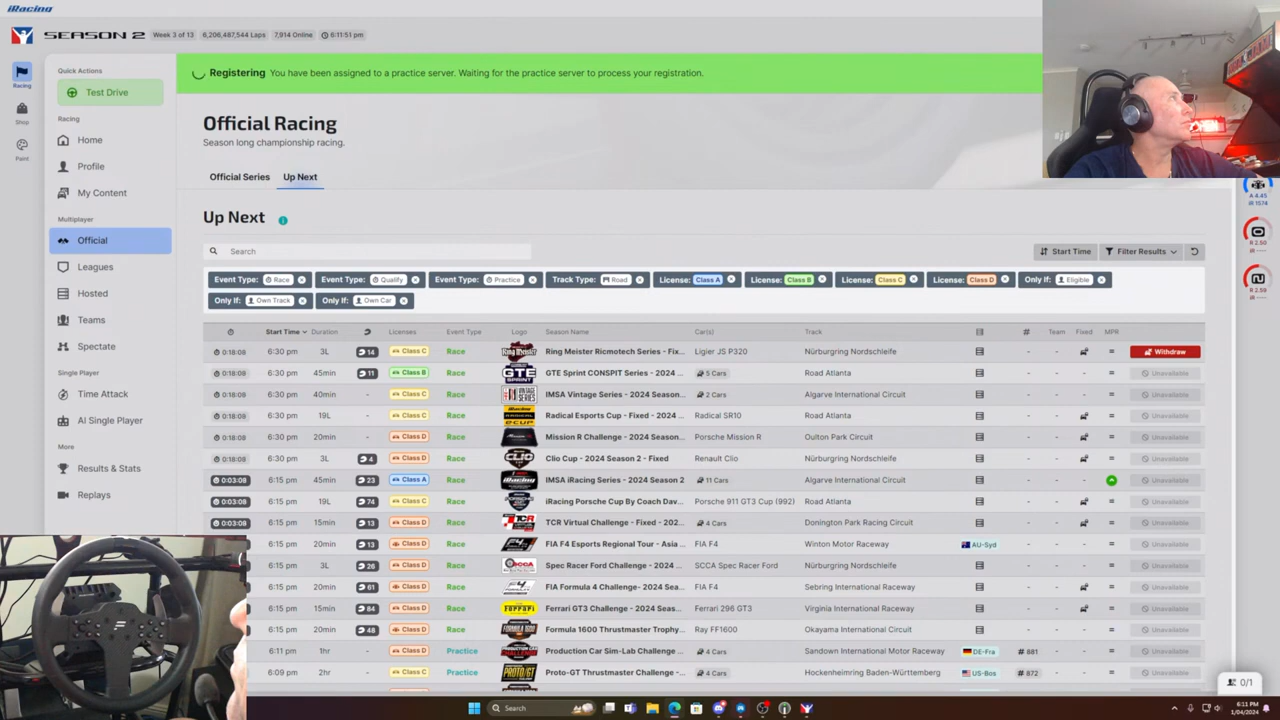 iRacing
SEASON 2 Week 3 of 13 6,206,487,544 Laps 7,914 Online 6:11:51 pm
Racing
Shop
Paint
Quick Actions
Test Drive
Racing
Home
Profile
My Content
Multiplayer
Official
Leagues
Hosted
Teams
Spectate
Single Player
Time Attack
AI Single Player
More
Results & Stats
Replays
Registering You have been assigned to a practice server. Waiting for the practice server to process your registration.
Official Racing
Season long championship racing.
Official Series Up Next
Up Next
Search Start Time Filter Results
Event Type: Race Event Type: Qualify Event Type: Practice Track Type: Road License: Class A License: Class B License: Class C License: Class D Only If: Eligible
Only If: Own Track Only If: Own Car
Start Time Duration Licenses Event Type Logo Season Name Car(s) Track # Team Fixed MPR
0:18:08 6:30 pm 3L 14 Class C Race Ring Meister Ricmotech Series - Fix... Ligier JS P320 Nürburgring Nordschleife - - = Withdraw
0:18:08 6:30 pm 45min 11 Class B Race GTE Sprint CONSPIT Series - 2024 ... 5 Cars Road Atlanta - - - = Unavailable
0:18:08 6:30 pm 40min - Class C Race IMSA Vintage Series - 2024 Season... 2 Cars Algarve International Circuit - - - = Unavailable
0:18:08 6:30 pm 19L - Class C Race Radical Esports Cup - Fixed - 2024 ... Radical SR10 Road Atlanta - - = Unavailable
0:18:08 6:30 pm 20min - Class D Race Mission R Challenge - 2024 Season... Porsche Mission R Oulton Park Circuit - - = Unavailable
0:18:08 6:30 pm 3L 4 Class D Race Clio Cup - 2024 Season 2 - Fixed Renault Clio Nürburgring Nordschleife - - = Unavailable
0:03:08 6:15 pm 45min 23 Class A Race IMSA iRacing Series - 2024 Season 2 11 Cars Algarve International Circuit - - - Unavailable
0:03:08 6:15 pm 19L 74 Class C Race iRacing Porsche Cup By Coach Dav... Porsche 911 GT3 Cup (992) Road Atlanta - - = Unavailable
0:03:08 6:15 pm 15min 13 Class D Race TCR Virtual Challenge - Fixed - 202... 4 Cars Donington Park Racing Circuit - - = Unavailable
6:15 pm 20min 13 Class D Race FIA F4 Esports Regional Tour - Asia ... FIA F4 Winton Motor Raceway AU-Syd - - = Unavailable
6:15 pm 3L 26 Class D Race Spec Racer Ford Challenge - 2024 ... SCCA Spec Racer Ford Nürburgring Nordschleife - - = Unavailable
6:15 pm 20min 61 Class D Race FIA Formula 4 Challenge- 2024 Sea... FIA F4 Sebring International Raceway - - = Unavailable
6:15 pm 15min 84 Class D Race Ferrari GT3 Challenge - 2024 Seas... Ferrari 296 GT3 Virginia International Raceway - - = Unavailable
6:15 pm 20min 48 Class D Race Formula 1600 Thrustmaster Trophy... Ray FF1600 Okayama International Circuit - - - = Unavailable
6:11 pm 1hr - Class D Practice Production Car Sim-Lab Challenge ... 4 Cars Sandown International Motor Raceway DE-Fra # 881 - - = Unavailable
6:09 pm 2hr - Class C Practice Proto-GT Thrustmaster Challenge -... 2 Cars Hockenheimring Baden-Württemberg US-Bos # 872 - - = Unavailable
A 4.45
iR 1574
R 2.50
iR ----
R 2.59
iR ----
0/1
Search
6:11 PM
1/04/2024